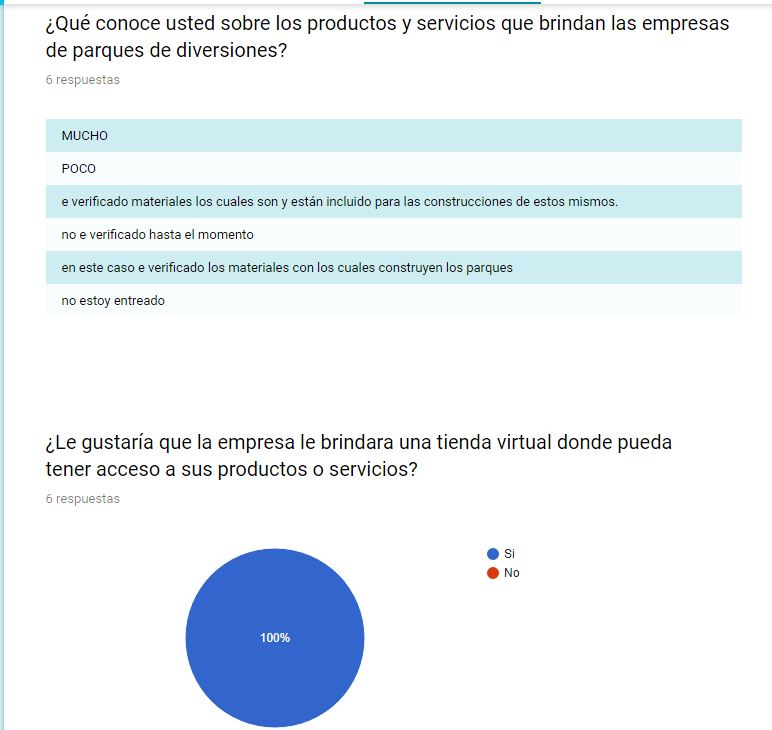 ¿Qué conoce usted sobre los productos y servicios que brindan las empresas
de parques de diversiones?
6 respuestas
MUCHO
POCO
e verificado materiales los cuales son y están incluido para las construcciones de estos mismos.
no e verificado hasta el momento
en este caso e verificado los materiales con los cuales construyen los parques
no estoy entreado
¿Le gustaría que la empresa le brindara una tienda virtual donde pueda
tener acceso a sus productos o servicios?
6 respuestas
Si
No
100%